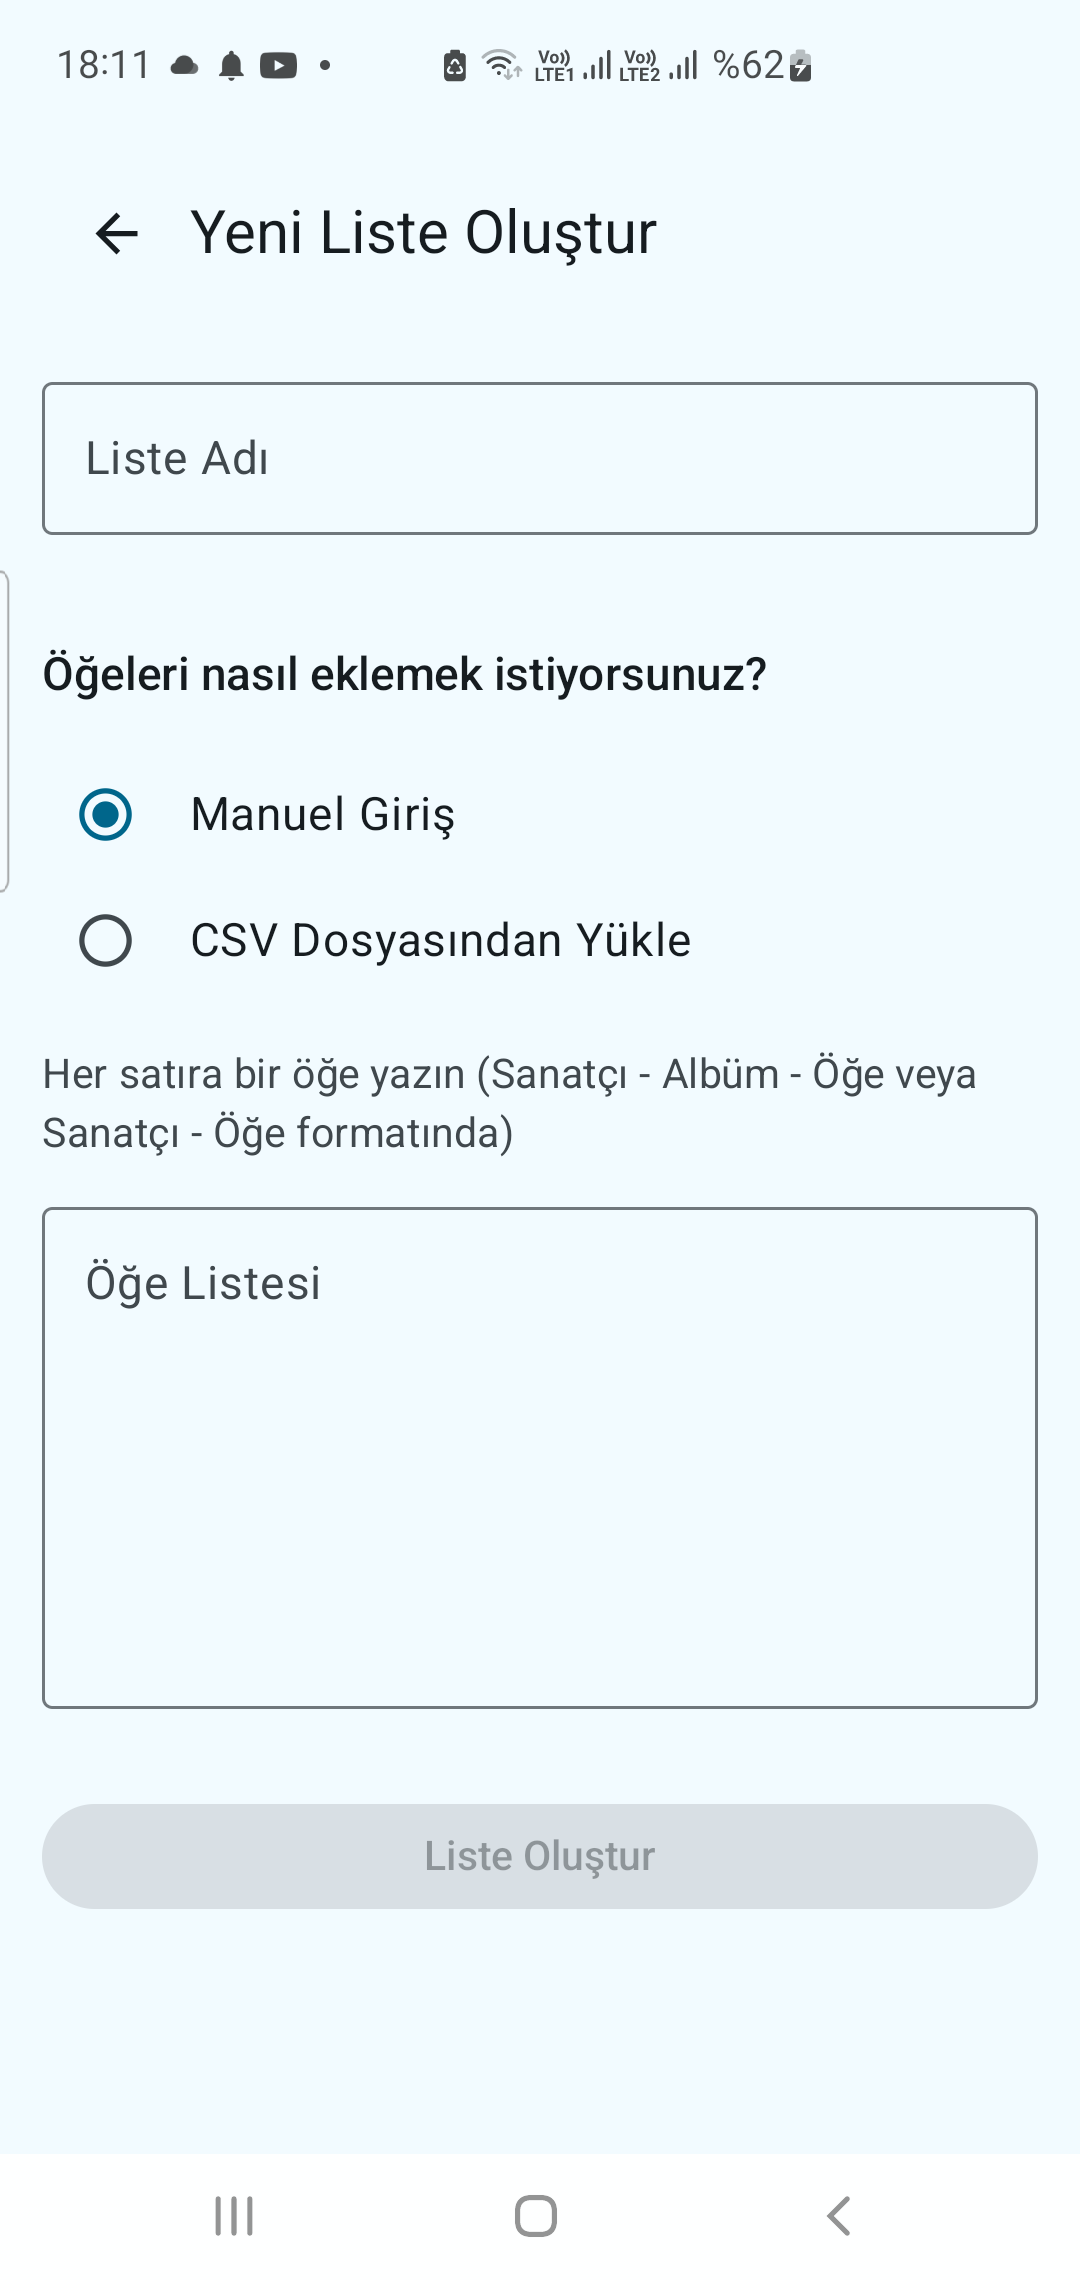 18:11 Vo)) LTE1 Vo)) LTE2 %62
Yeni Liste Oluştur
Liste Adı
Öğeleri nasıl eklemek istiyorsunuz?
Manuel Giriş
CSV Dosyasından Yükle
Her satıra bir öğe yazın (Sanatçı - Albüm - Öğe veya
Sanatçı - Öğe formatında)
Öğe Listesi
Liste Oluştur